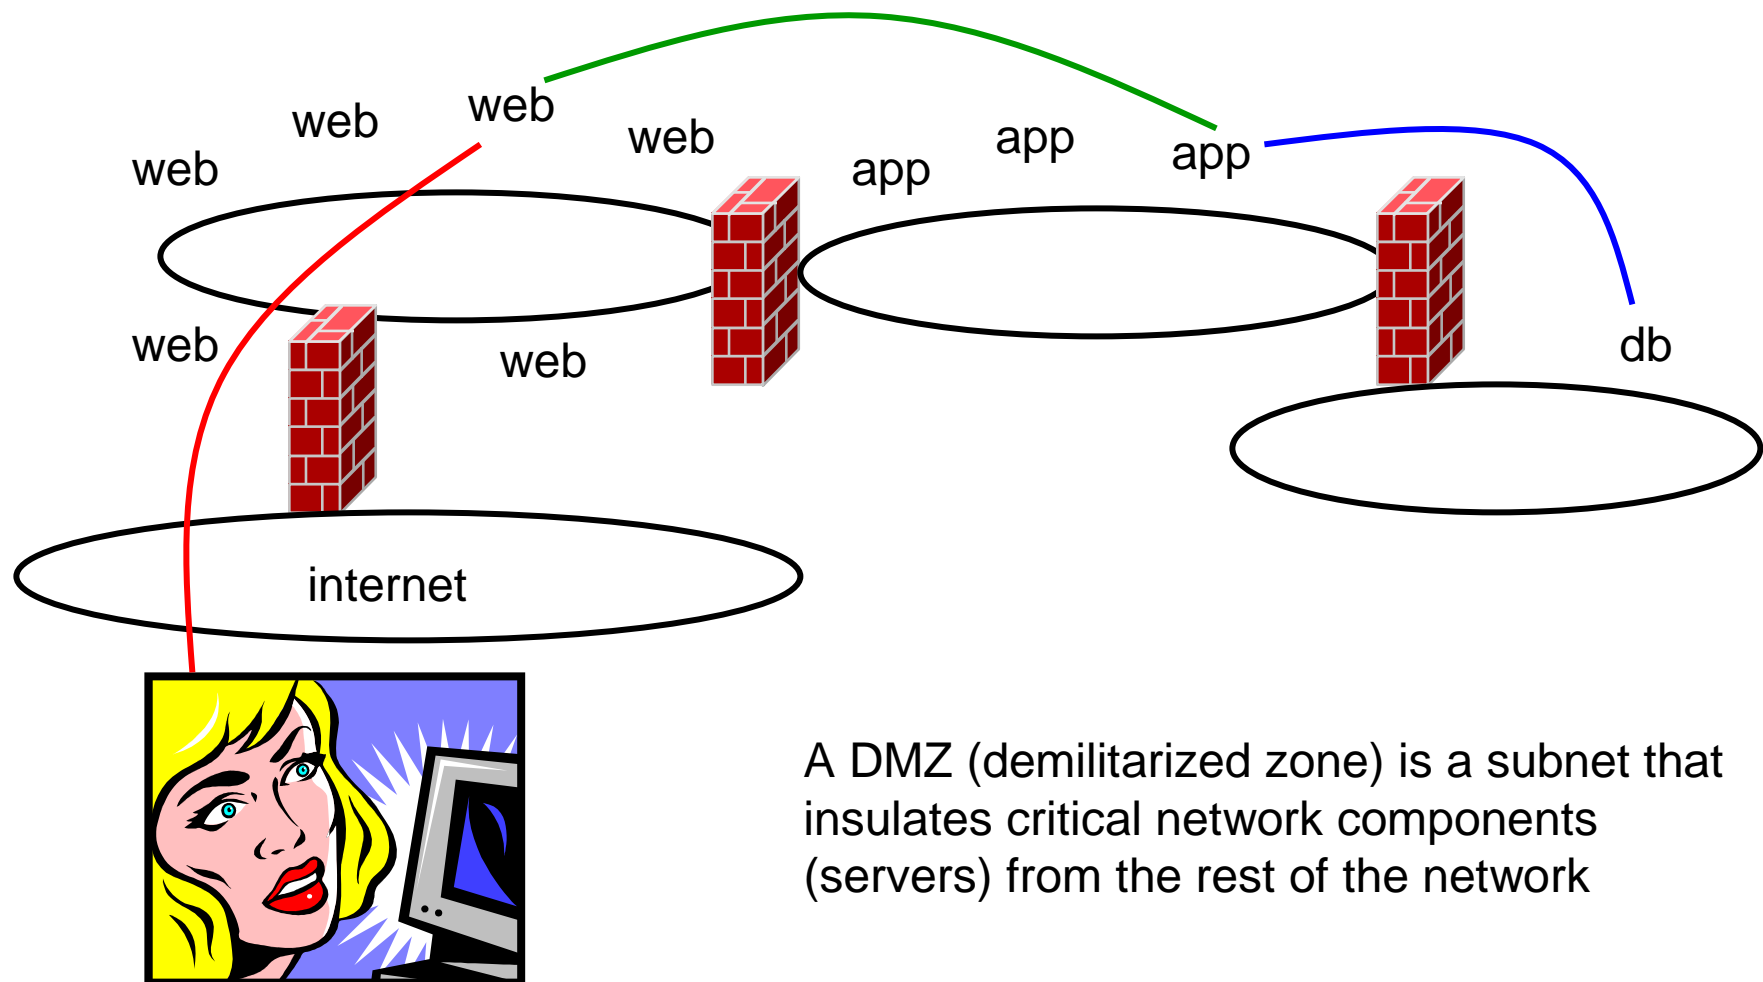 web
web
web
web
app
app
app
web
web
db
internet
A DMZ (demilitarized zone) is a subnet that
insulates critical network components
(servers) from the rest of the network